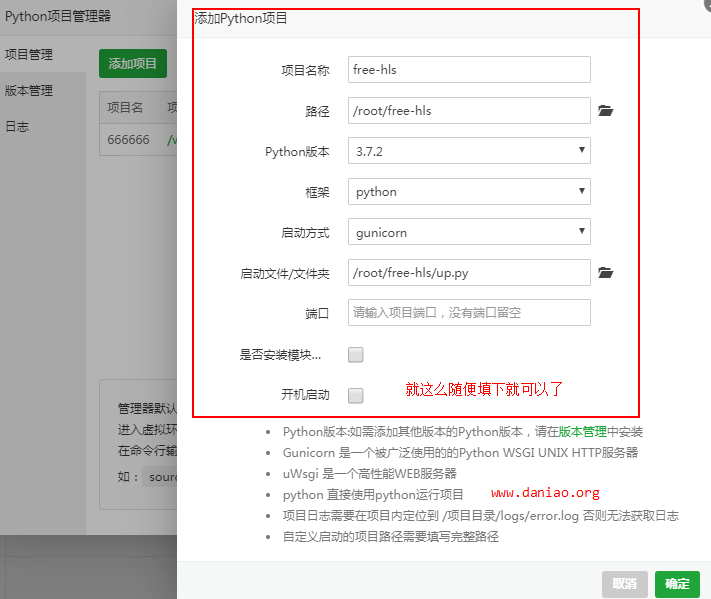 Python项目管理器
添加Python项目
项目管理
版本管理
日志
添加项目
项目名
666666
项目名称
free-hls
路径
/root/free-hls
Python版本
3.7.2
框架
python
启动方式
gunicorn
启动文件/文件夹
/root/free-hls/up.py
端口
请输入项目端口，没有端口留空
是否安装模块...
开机启动
就这么随便填下就可以了
管理器默认
进入虚拟环
在命令行输
如：
Python版本:如需添加其他版本的Python版本，请在版本管理中安装
Gunicorn 是一个被广泛使用的的Python WSGI UNIX HTTP服务器
uWsgi 是一个高性能WEB服务器
python 直接使用python运行项目
www.daniao.org
项目日志需要在项目内定位到 /项目目录/logs/error.log 否则无法获取日志
自定义启动的项目路径需要填写完整路径
取消
确定